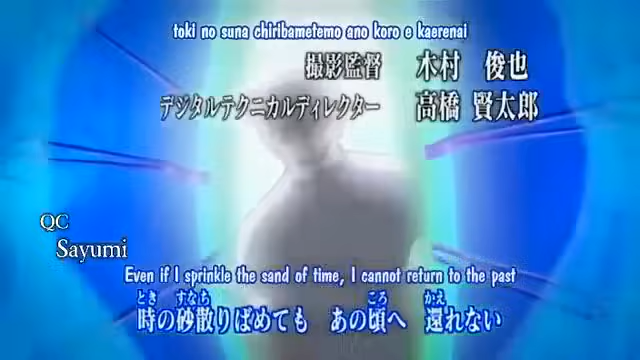 toki no suna chiribametemo ano koro e kaerenai
撮影監督 木村 俊也
デジタルテクニカルディレクター 高橋 賢太郎
QC
Sayumi
Even if I sprinkle the sand of time, I cannot return to the past
とき すなち ころ かえ
時の砂散りばめても あの頃へ 還れない